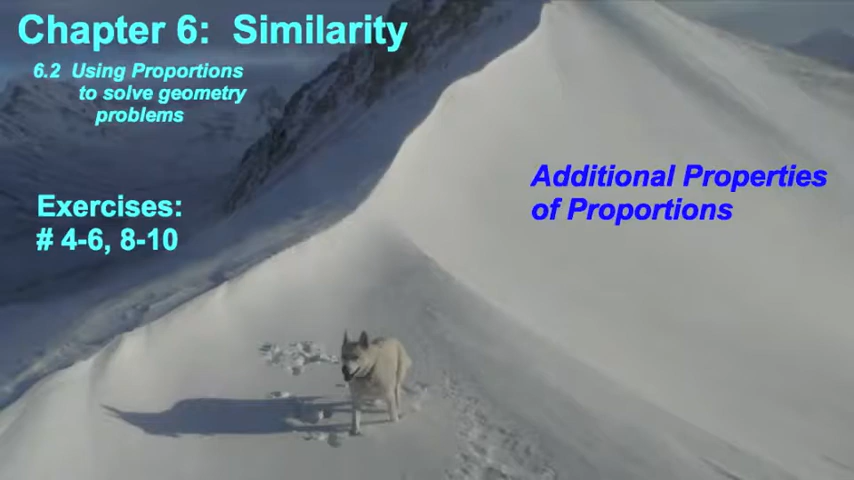 Chapter 6: Similarity
6.2 Using Proportions
to solve geometry
problems
Exercises:
# 4-6, 8-10
Additional Properties
of Proportions